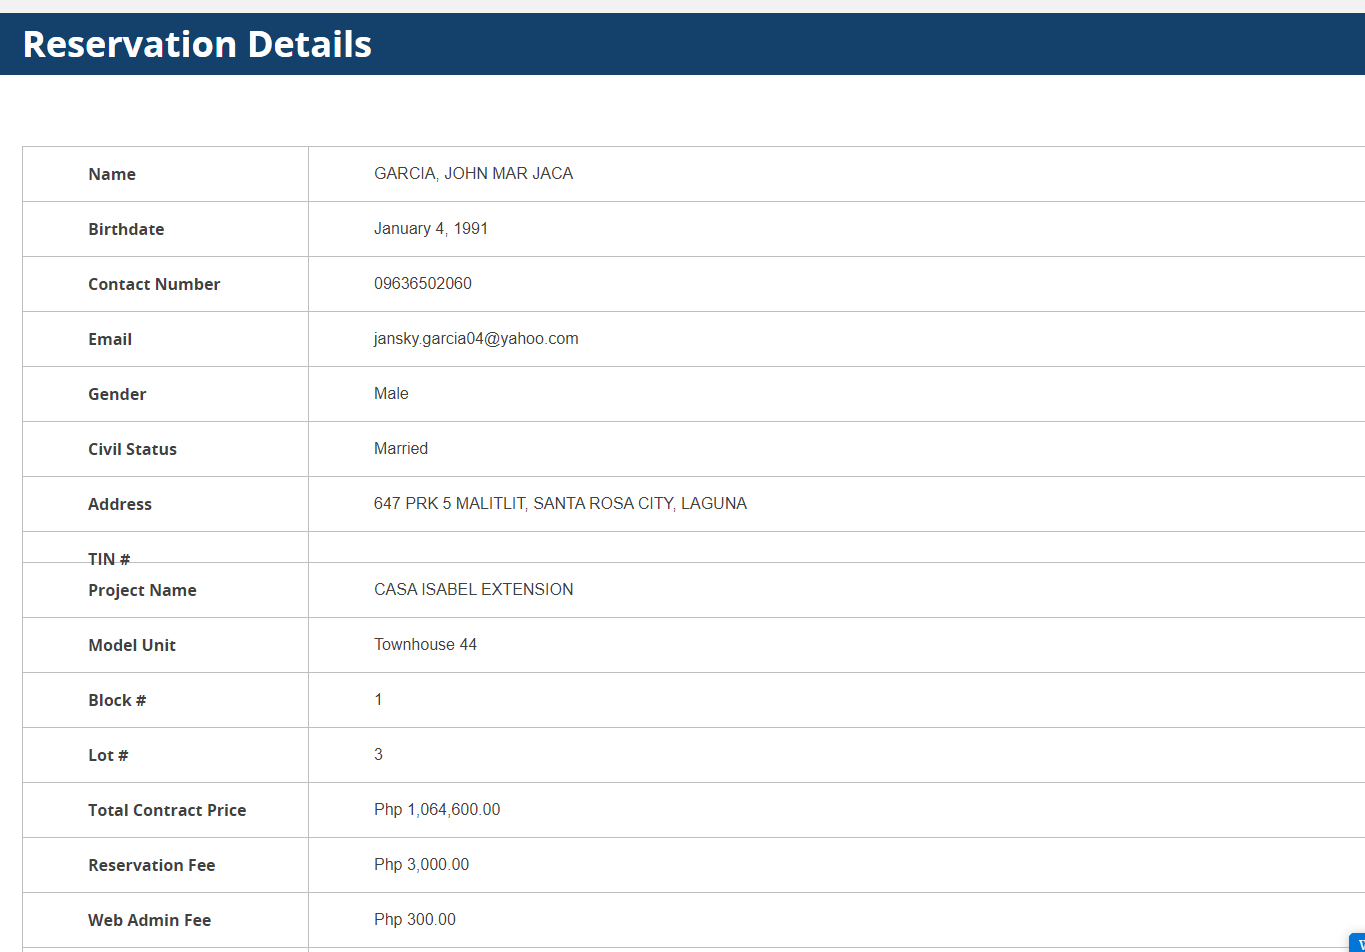 Reservation Details
Name GARCIA, JOHN MAR JACA
Birthdate January 4, 1991
Contact Number 09636502060
Email jansky.garcia04@yahoo.com
Gender Male
Civil Status Married
Address 647 PRK 5 MALITLIT, SANTA ROSA CITY, LAGUNA
TIN #
Project Name CASA ISABEL EXTENSION
Model Unit Townhouse 44
Block # 1
Lot # 3
Total Contract Price Php 1,064,600.00
Reservation Fee Php 3,000.00
Web Admin Fee Php 300.00